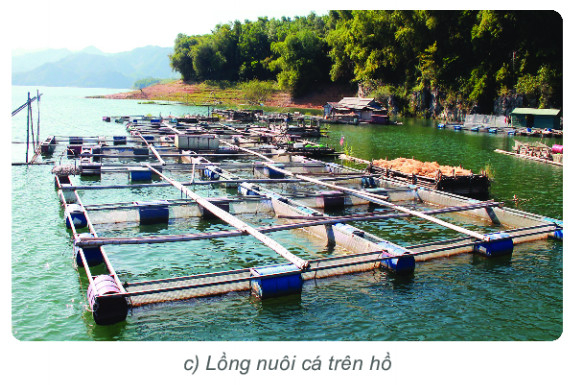 c) Lồng nuôi cá trên hồ